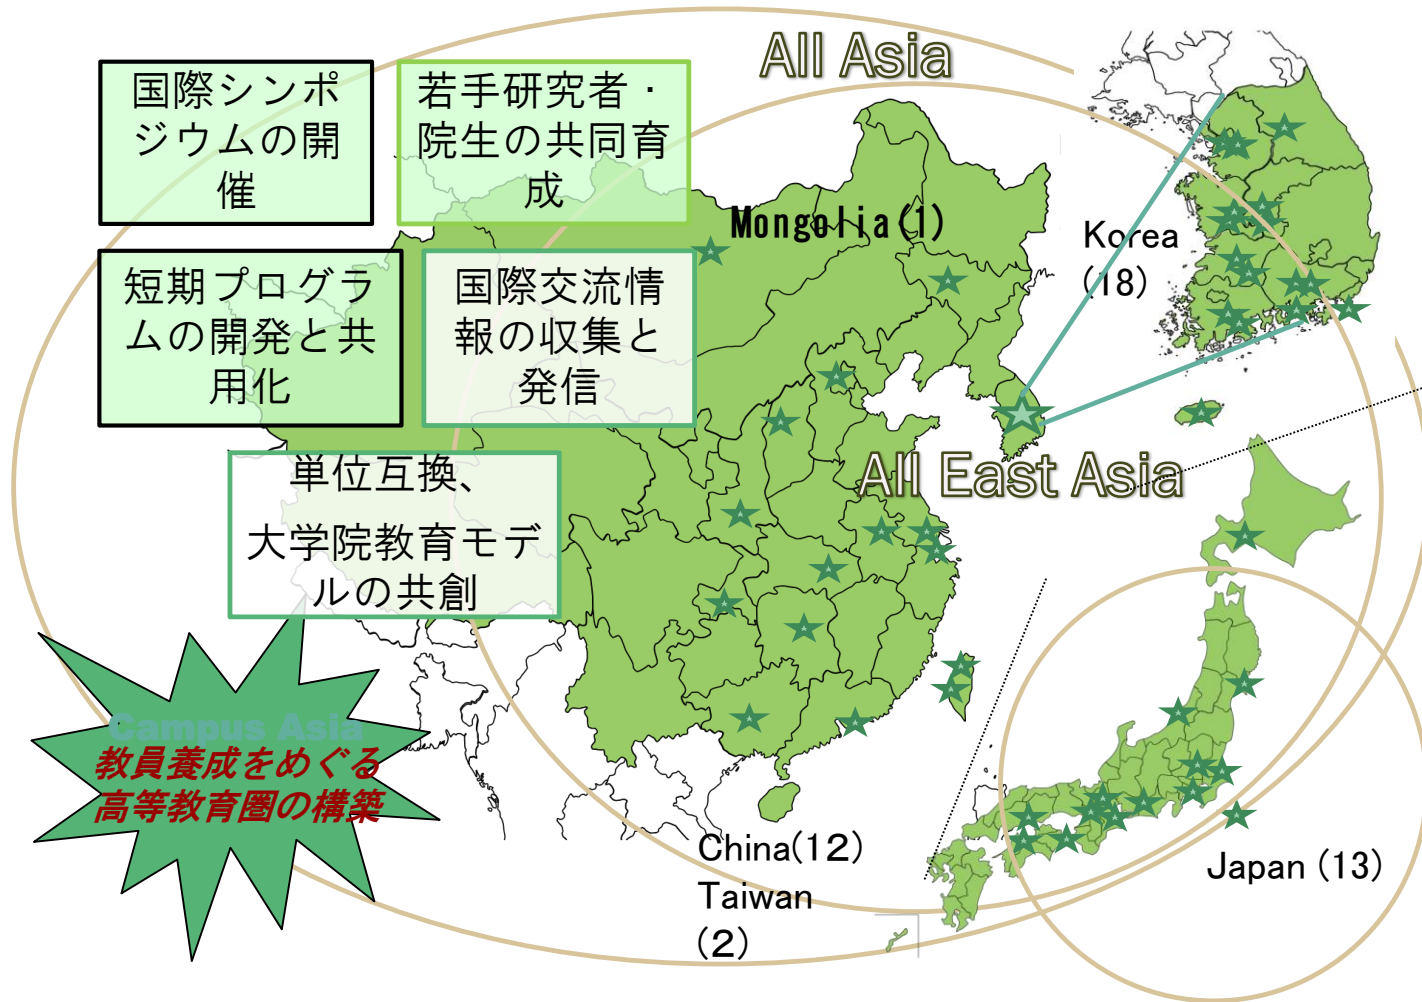 All Asia
国際シンポ
ジウムの開
催
若手研究者・
院生の共同育
成
Mongolia(1)
Korea
(18)
短期プログラ
ムの開発と共
用化
国際交流情
報の収集と
発信
単位互換、
大学院教育モデ
ルの共創
All East Asia
Campus Asia
教員養成をめぐる
高等教育圏の構築
China(12)
Taiwan
(2)
Japan (13)